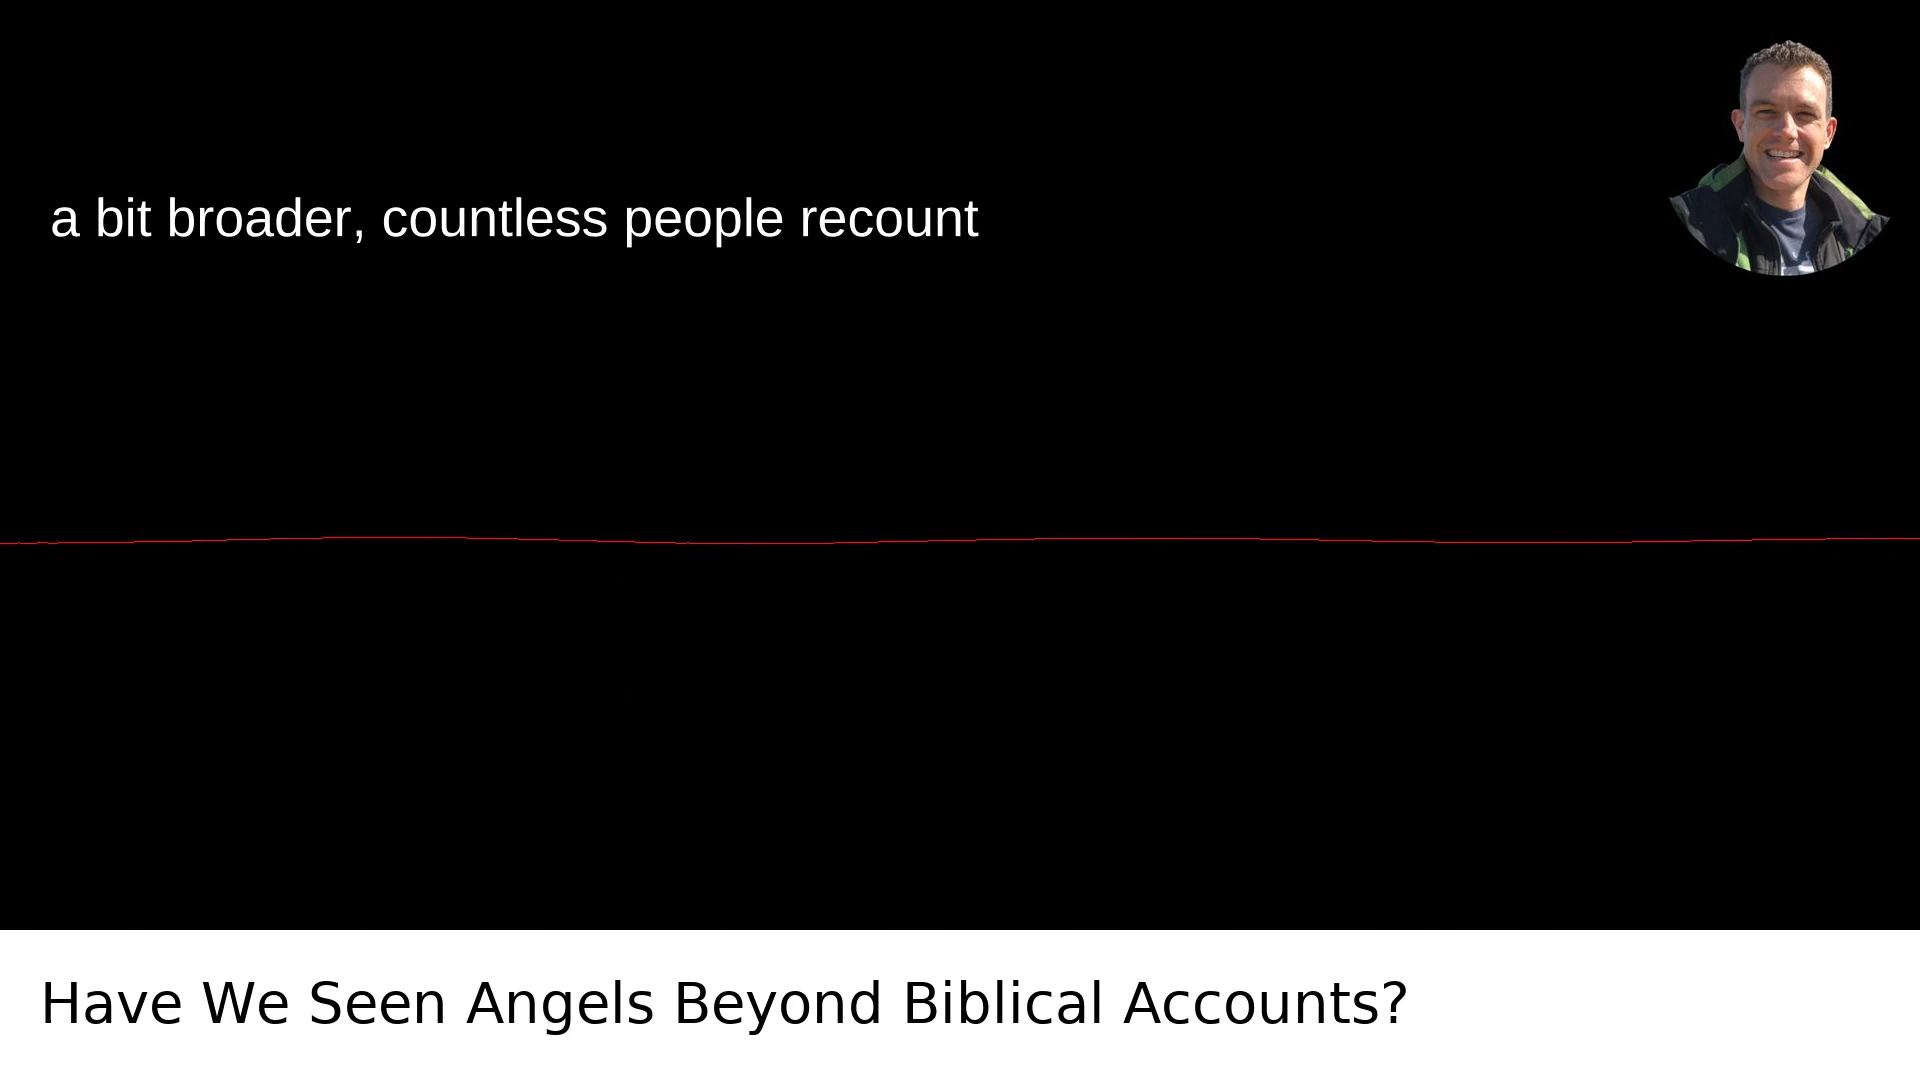 a bit broader, countless people recount
Have We Seen Angels Beyond Biblical Accounts?